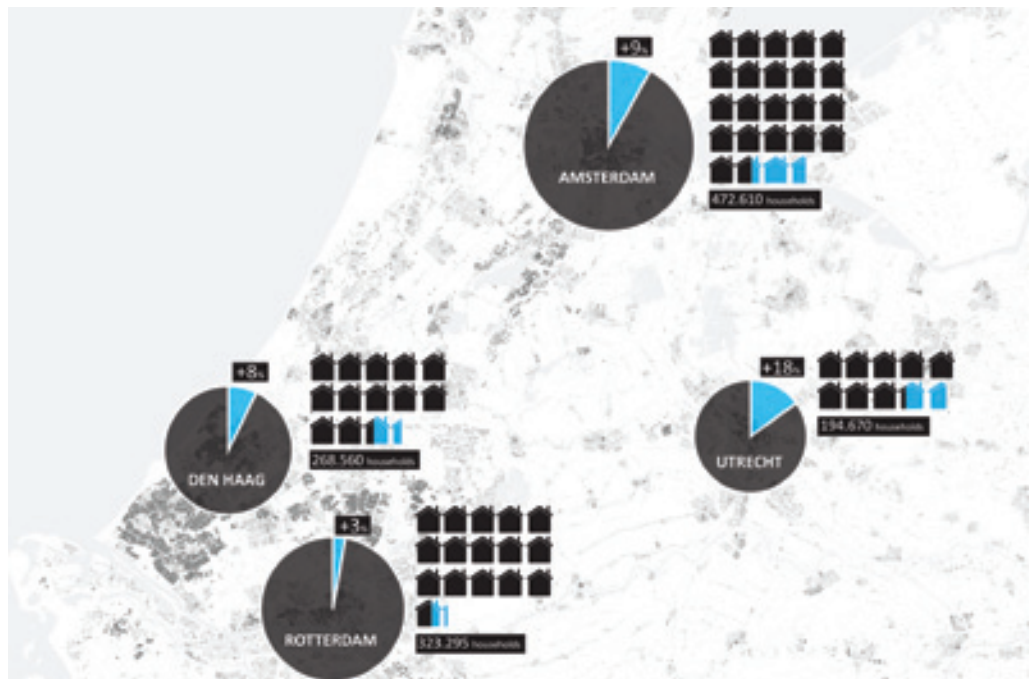 +9%
AMSTERDAM
472.610 households
+8%
DEN HAAG
268.560 households
+18%
UTRECHT
194.670 households
+3%
ROTTERDAM
323.295 households